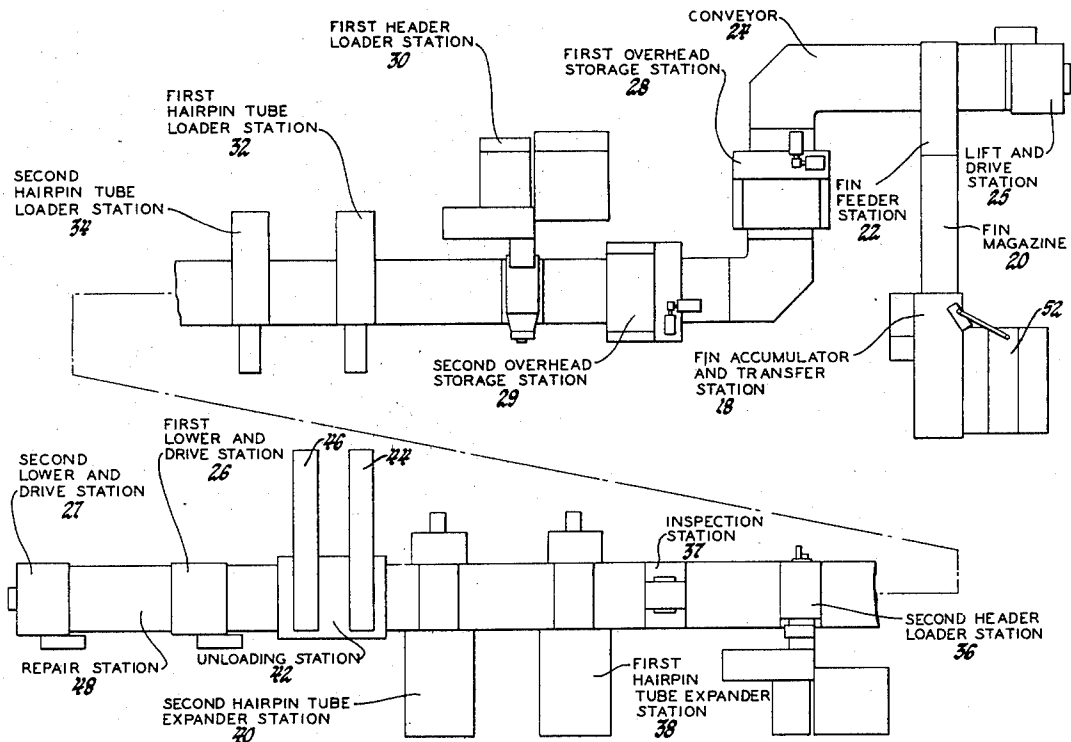 CONVEYOR
24
FIRST HEADER
LOADER STATION
30
FIRST OVERHEAD
STORAGE STATION
28
FIRST
HAIRPIN TUBE
LOADER STATION
32
SECOND
HAIRPIN TUBE
LOADER STATION
34
LIFT AND
DRIVE
STATION
25
FIN
FEEDER
STATION
22
FIN
MAGAZINE
20
52
SECOND OVERHEAD
STORAGE STATION
29
FIN ACCUMULATOR
AND TRANSFER
STATION
18
FIRST
LOWER AND
DRIVE STATION
26
46
44
SECOND
LOWER AND
DRIVE STATION
27
INSPECTION
STATION
37
SECOND HEADER
LOADER STATION
36
REPAIR STATION
48
UNLOADING STATION
42
SECOND HAIRPIN TUBE
EXPANDER STATION
40
FIRST
HAIRPIN
TUBE EXPANDER
STATION
38